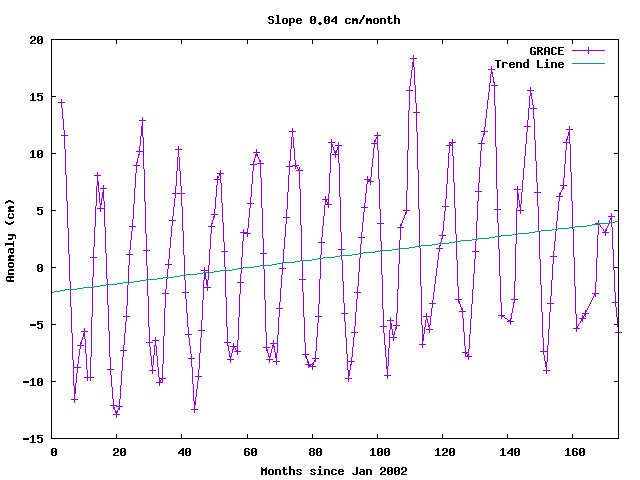 Slope 0.04 cm/month
GRACE
Trend Line
20
15
10
5
0
-5
-10
-15
Anomaly (cm)
0 20 40 60 80 100 120 140 160
Months since Jan 2002